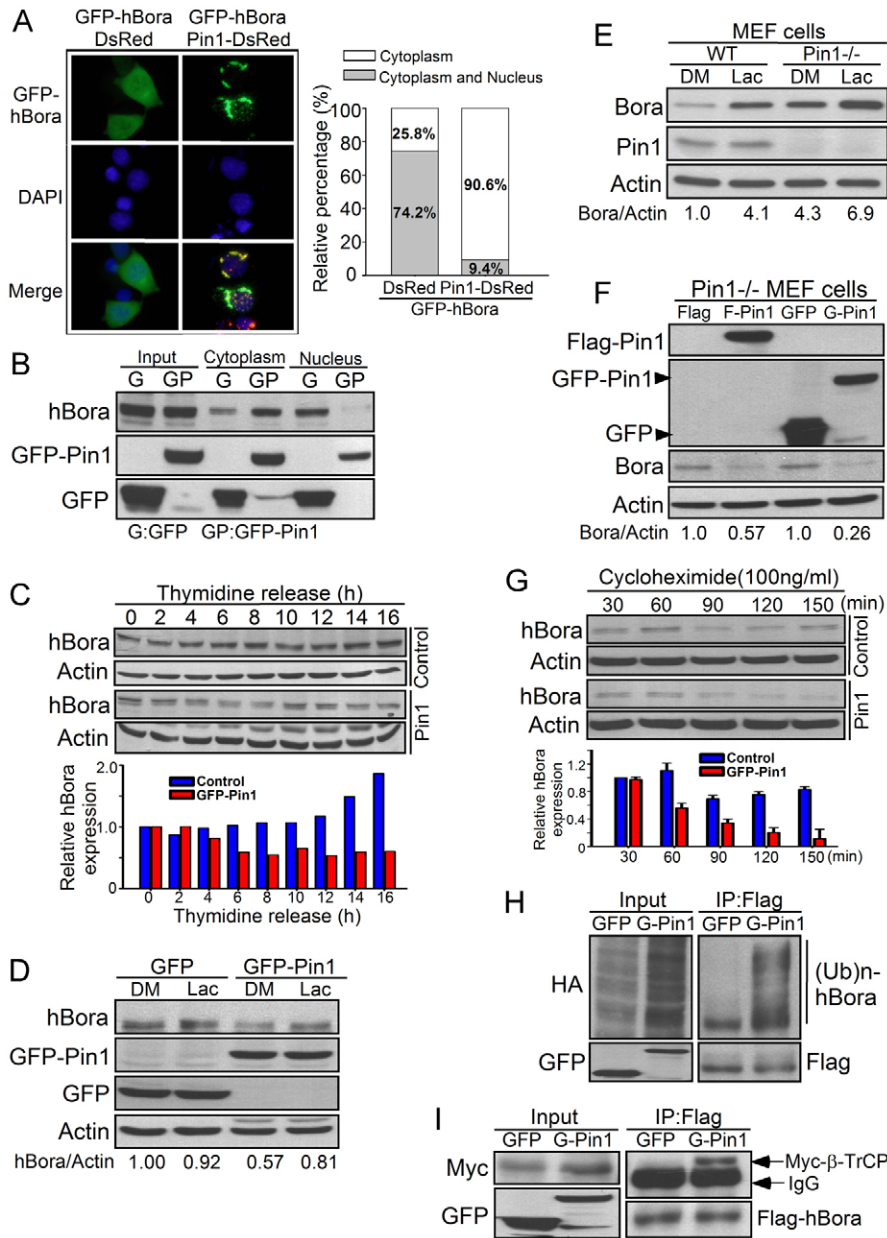 A
GFP-hBora DsRed
GFP-hBora Pin1-DsRed
GFP-hBora
DAPI
Merge
Cytoplasm
Cytoplasm and Nucleus
Relative percentage (%)
100
80
60
40
20
0
25.8%
74.2%
90.6%
9.4%
DsRed Pin1-DsRed
GFP-hBora
B
Input Cytoplasm Nucleus
G GP G GP G GP
hBora
GFP-Pin1
GFP
G:GFP GP:GFP-Pin1
C
Thymidine release (h)
0 2 4 6 8 10 12 14 16
hBora
Actin
Control
hBora
Actin
Pin1
Relative hBora expression
2.0
1.0
0
Control
GFP-Pin1
0 2 4 6 8 10 12 14 16
Thymidine release (h)
D
GFP GFP-Pin1
DM Lac DM Lac
hBora
GFP-Pin1
GFP
Actin
hBora/Actin 1.00 0.92 0.57 0.81
E
MEF cells
WT Pin1-/-
DM Lac DM Lac
Bora
Pin1
Actin
Bora/Actin 1.0 4.1 4.3 6.9
F
Pin1-/- MEF cells
Flag F-Pin1 GFP G-Pin1
Flag-Pin1
GFP-Pin1
GFP
Bora
Actin
Bora/Actin 1.0 0.57 1.0 0.26
G
Cycloheximide(100ng/ml)
30 60 90 120 150 (min)
hBora
Actin
Control
hBora
Actin
Pin1
Relative hBora expression
1.2
0.8
0.4
0
Control
GFP-Pin1
30 60 90 120 150 (min)
H
Input IP:Flag
GFP G-Pin1 GFP G-Pin1
HA
(Ub)n-hBora
GFP
Flag
I
Input IP:Flag
GFP G-Pin1 GFP G-Pin1
Myc
Myc-β-TrCP
IgG
GFP
Flag-hBora